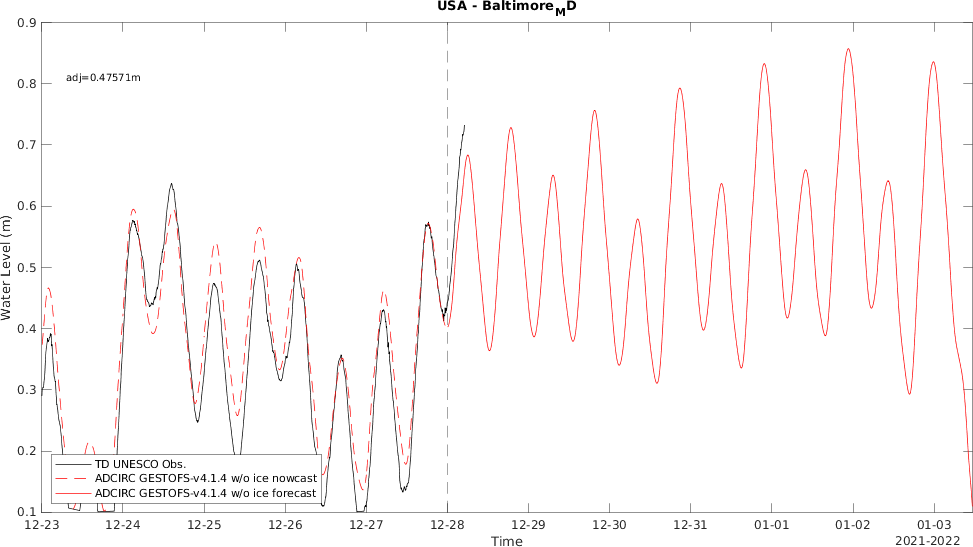 USA - Baltimore_MD
0.9
0.8
0.7
0.6
0.5
0.4
0.3
0.2
0.1
Water Level (m)
adj=0.47571m
TD UNESCO Obs.
ADCIRC GESTOFS-v4.1.4 w/o ice nowcast
ADCIRC GESTOFS-v4.1.4 w/o ice forecast
12-23 12-24 12-25 12-26 12-27 12-28 12-29 12-30 12-31 01-01 01-02 01-03
Time
2021-2022